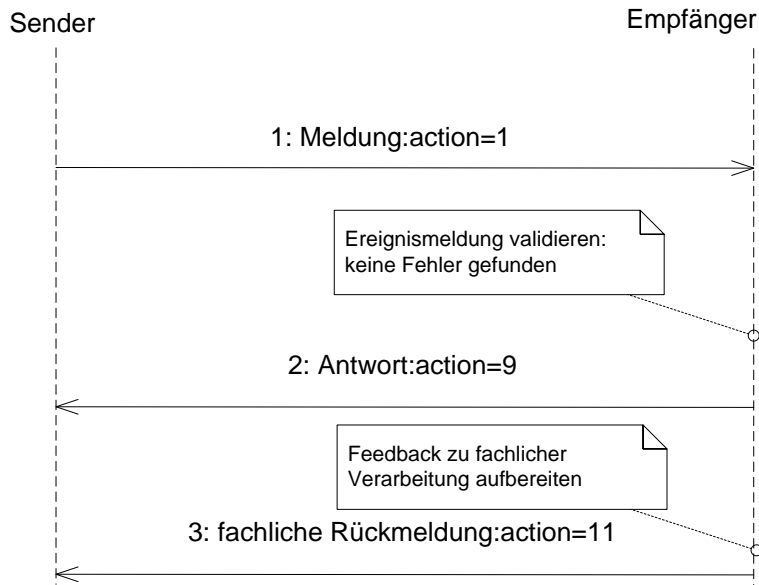 Sender
Empfänger
1: Meldung:action=1
Ereignismeldung validieren:
keine Fehler gefunden
2: Antwort:action=9
Feedback zu fachlicher
Verarbeitung aufbereiten
3: fachliche Rückmeldung:action=11